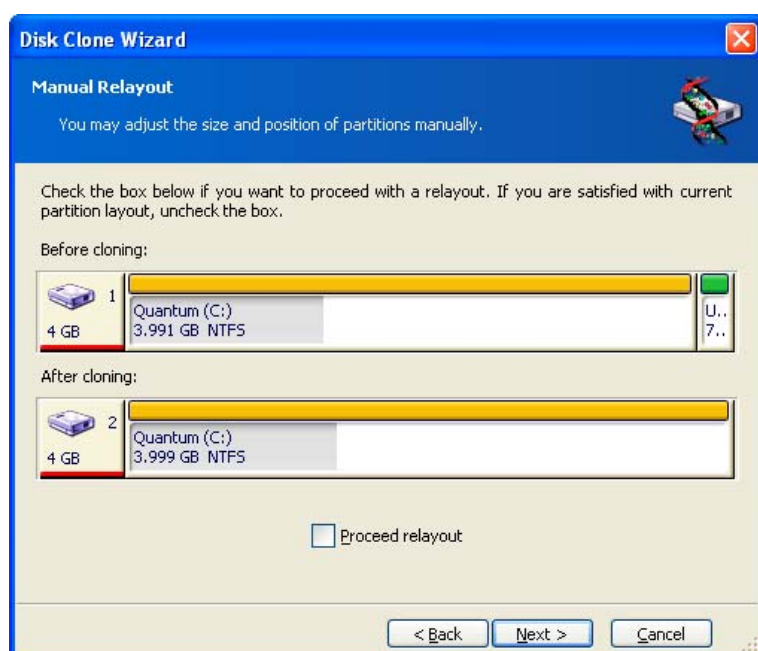 Disk Clone Wizard
Manual Relayout
You may adjust the size and position of partitions manually.
Check the box below if you want to proceed with a relayout. If you are satisfied with current
partition layout, uncheck the box.
Before cloning:
1
4 GB
Quantum (C:)
3.991 GB NTFS
U..
7..
After cloning:
2
4 GB
Quantum (C:)
3.999 GB NTFS
Proceed relayout
< Back
Next >
Cancel